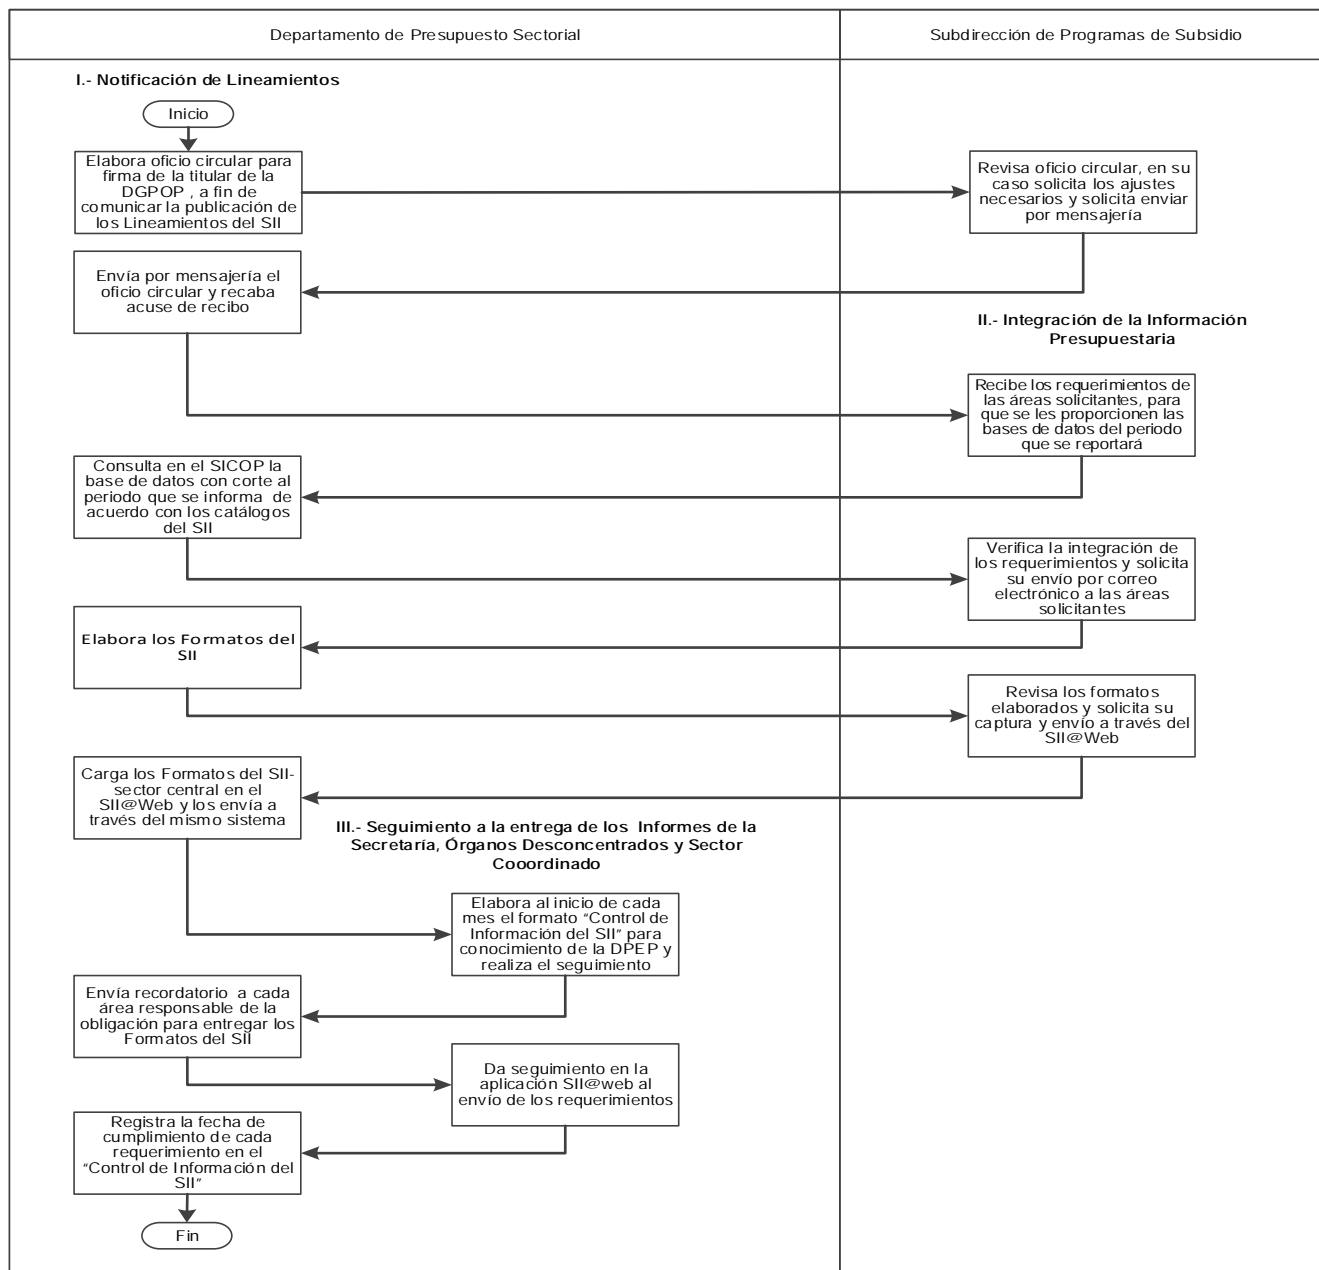 Departamento de Presupuesto Sectorial
Subdirección de Programas de Subsidio
I.- Notificación de Lineamientos
Inicio
Elabora oficio circular para
firma de la titular de la
DGPOP , a fin de
comunicar la publicación de
los Lineamientos del SII
Revisa oficio circular, en su
caso solicita los ajustes
necesarios y solicita enviar
por mensajería
Envía por mensajería el
oficio circular y recaba
acuse de recibo
II.- Integración de la Información
Presupuestaria
Recibe los requerimientos de
las áreas solicitantes, para
que se les proporcionen las
bases de datos del periodo
que se reportará
Consulta en el SICOP la
base de datos con corte al
periodo que se informa de
acuerdo con los catálogos
del SII
Verifica la integración de
los requerimientos y solicita
su envío por correo
electrónico a las áreas
solicitantes
Elabora los Formatos del
SII
Revisa los formatos
elaborados y solicita su
captura y envío a través del
SII@Web
Carga los Formatos del SII-
sector central en el
SII@Web y los envía a
través del mismo sistema
III.- Seguimiento a la entrega de los Informes de la
Secretaría, Órganos Desconcentrados y Sector
Cooordinado
Elabora al inicio de cada
mes el formato “Control de
Información del SII” para
conocimiento de la DPEP y
realiza el seguimiento
Envía recordatorio a cada
área responsable de la
obligación para entregar los
Formatos del SII
Da seguimiento en la
aplicación SII@web al
envío de los requerimientos
Registra la fecha de
cumplimiento de cada
requerimiento en el
“Control de Información del
SII”
Fin